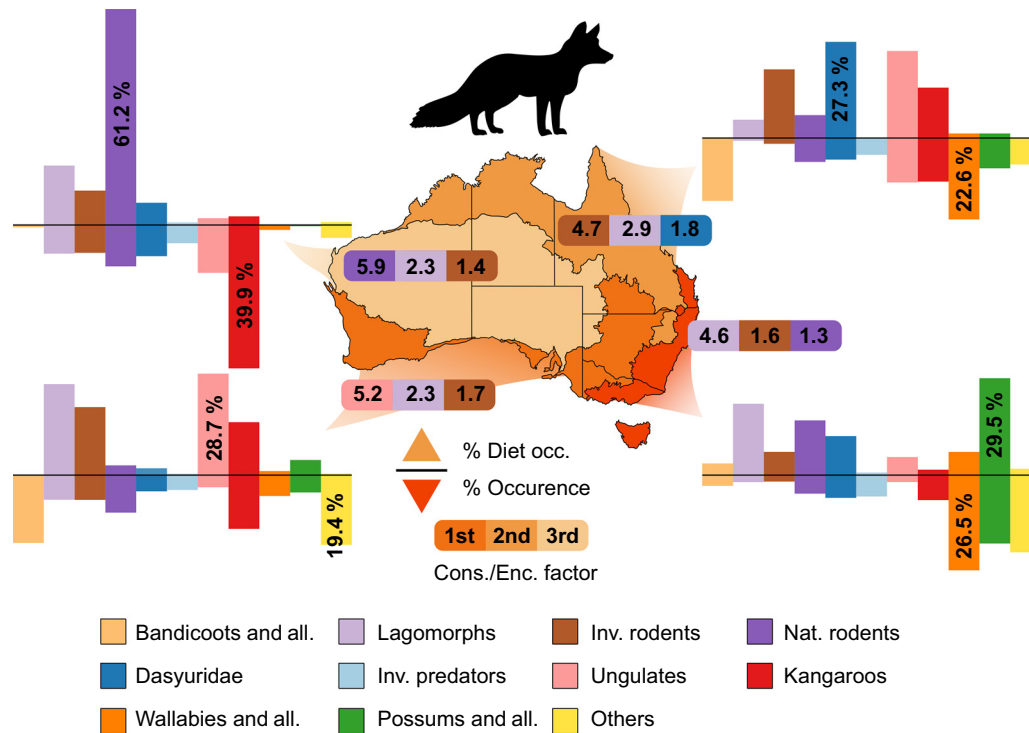 61.2 %
39.9 %
27.3 %
22.6 %
4.7 2.9 1.8
5.9 2.3 1.4
4.6 1.6 1.3
5.2 2.3 1.7
28.7 %
19.4 %
29.5 %
26.5 %
% Diet occ.
% Occurence
1st 2nd 3rd
Cons./Enc. factor
Bandicoots and all. Lagomorphs Inv. rodents Nat. rodents
Dasyuridae Inv. predators Ungulates Kangaroos
Wallabies and all. Possums and all. Others